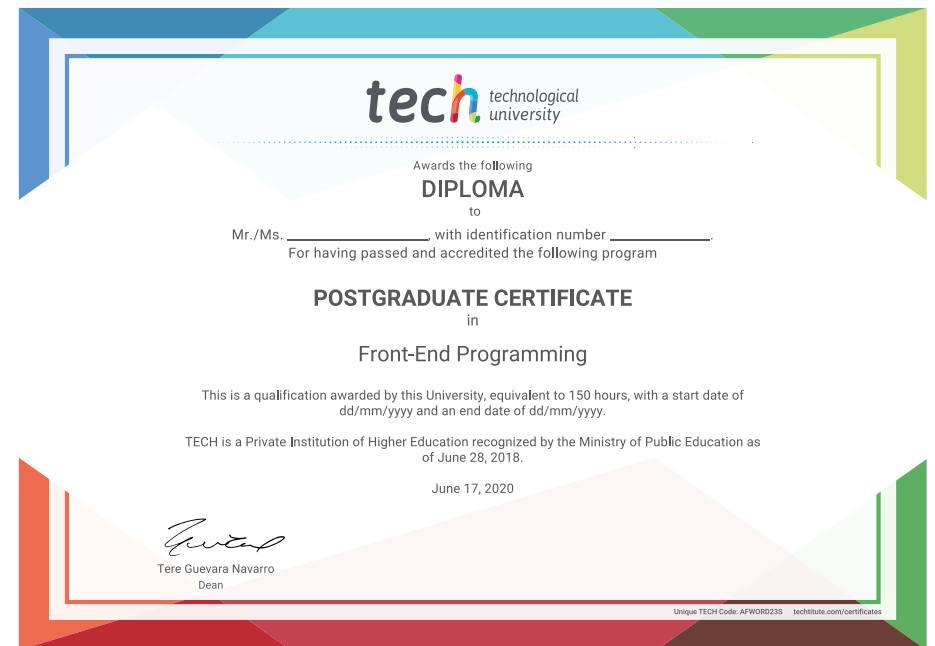 tech technological
university
Awards the following
DIPLOMA
to
Mr./Ms. ____________________, with identification number ______________.
For having passed and accredited the following program
POSTGRADUATE CERTIFICATE
in
Front-End Programming
This is a qualification awarded by this University, equivalent to 150 hours, with a start date of
dd/mm/yyyy and an end date of dd/mm/yyyy.
TECH is a Private Institution of Higher Education recognized by the Ministry of Public Education as
of June 28, 2018.
June 17, 2020
Tere Guevara Navarro
Dean
Unique TECH Code: AFWORD23S techtitute.com/certificates